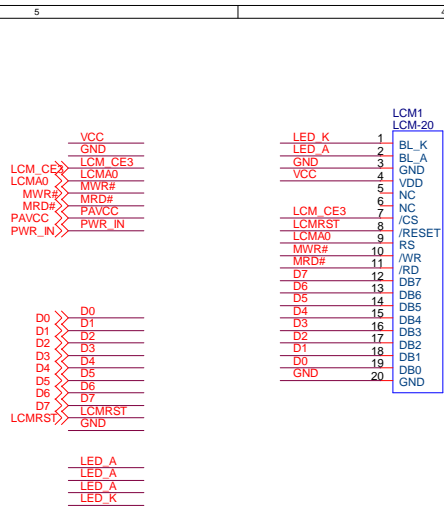 5
4
LCM1
LCM-20
VCC
GND
LCM_CE3 LCM_CE3
LCMA0 LCMA0
MWR# MWR#
MRD# MRD#
PAVCC PAVCC
PWR_IN PWR_IN
LED_K 1 BL_K
LED_A 2 BL_A
GND 3 GND
VCC 4 VDD
5 NC
6 NC
LCM_CE3 7 /CS
LCMRST 8 /RESET
LCMA0 9 RS
MWR# 10 /WR
MRD# 11 /RD
D7 12 DB7
D6 13 DB6
D5 14 DB5
D4 15 DB4
D3 16 DB3
D2 17 DB2
D1 18 DB1
D0 19 DB0
GND 20 GND
D0 D0
D1 D1
D2 D2
D3 D3
D4 D4
D5 D5
D6 D6
D7 D7
LCMRST LCMRST
GND
LED_A
LED_A
LED_A
LED_K